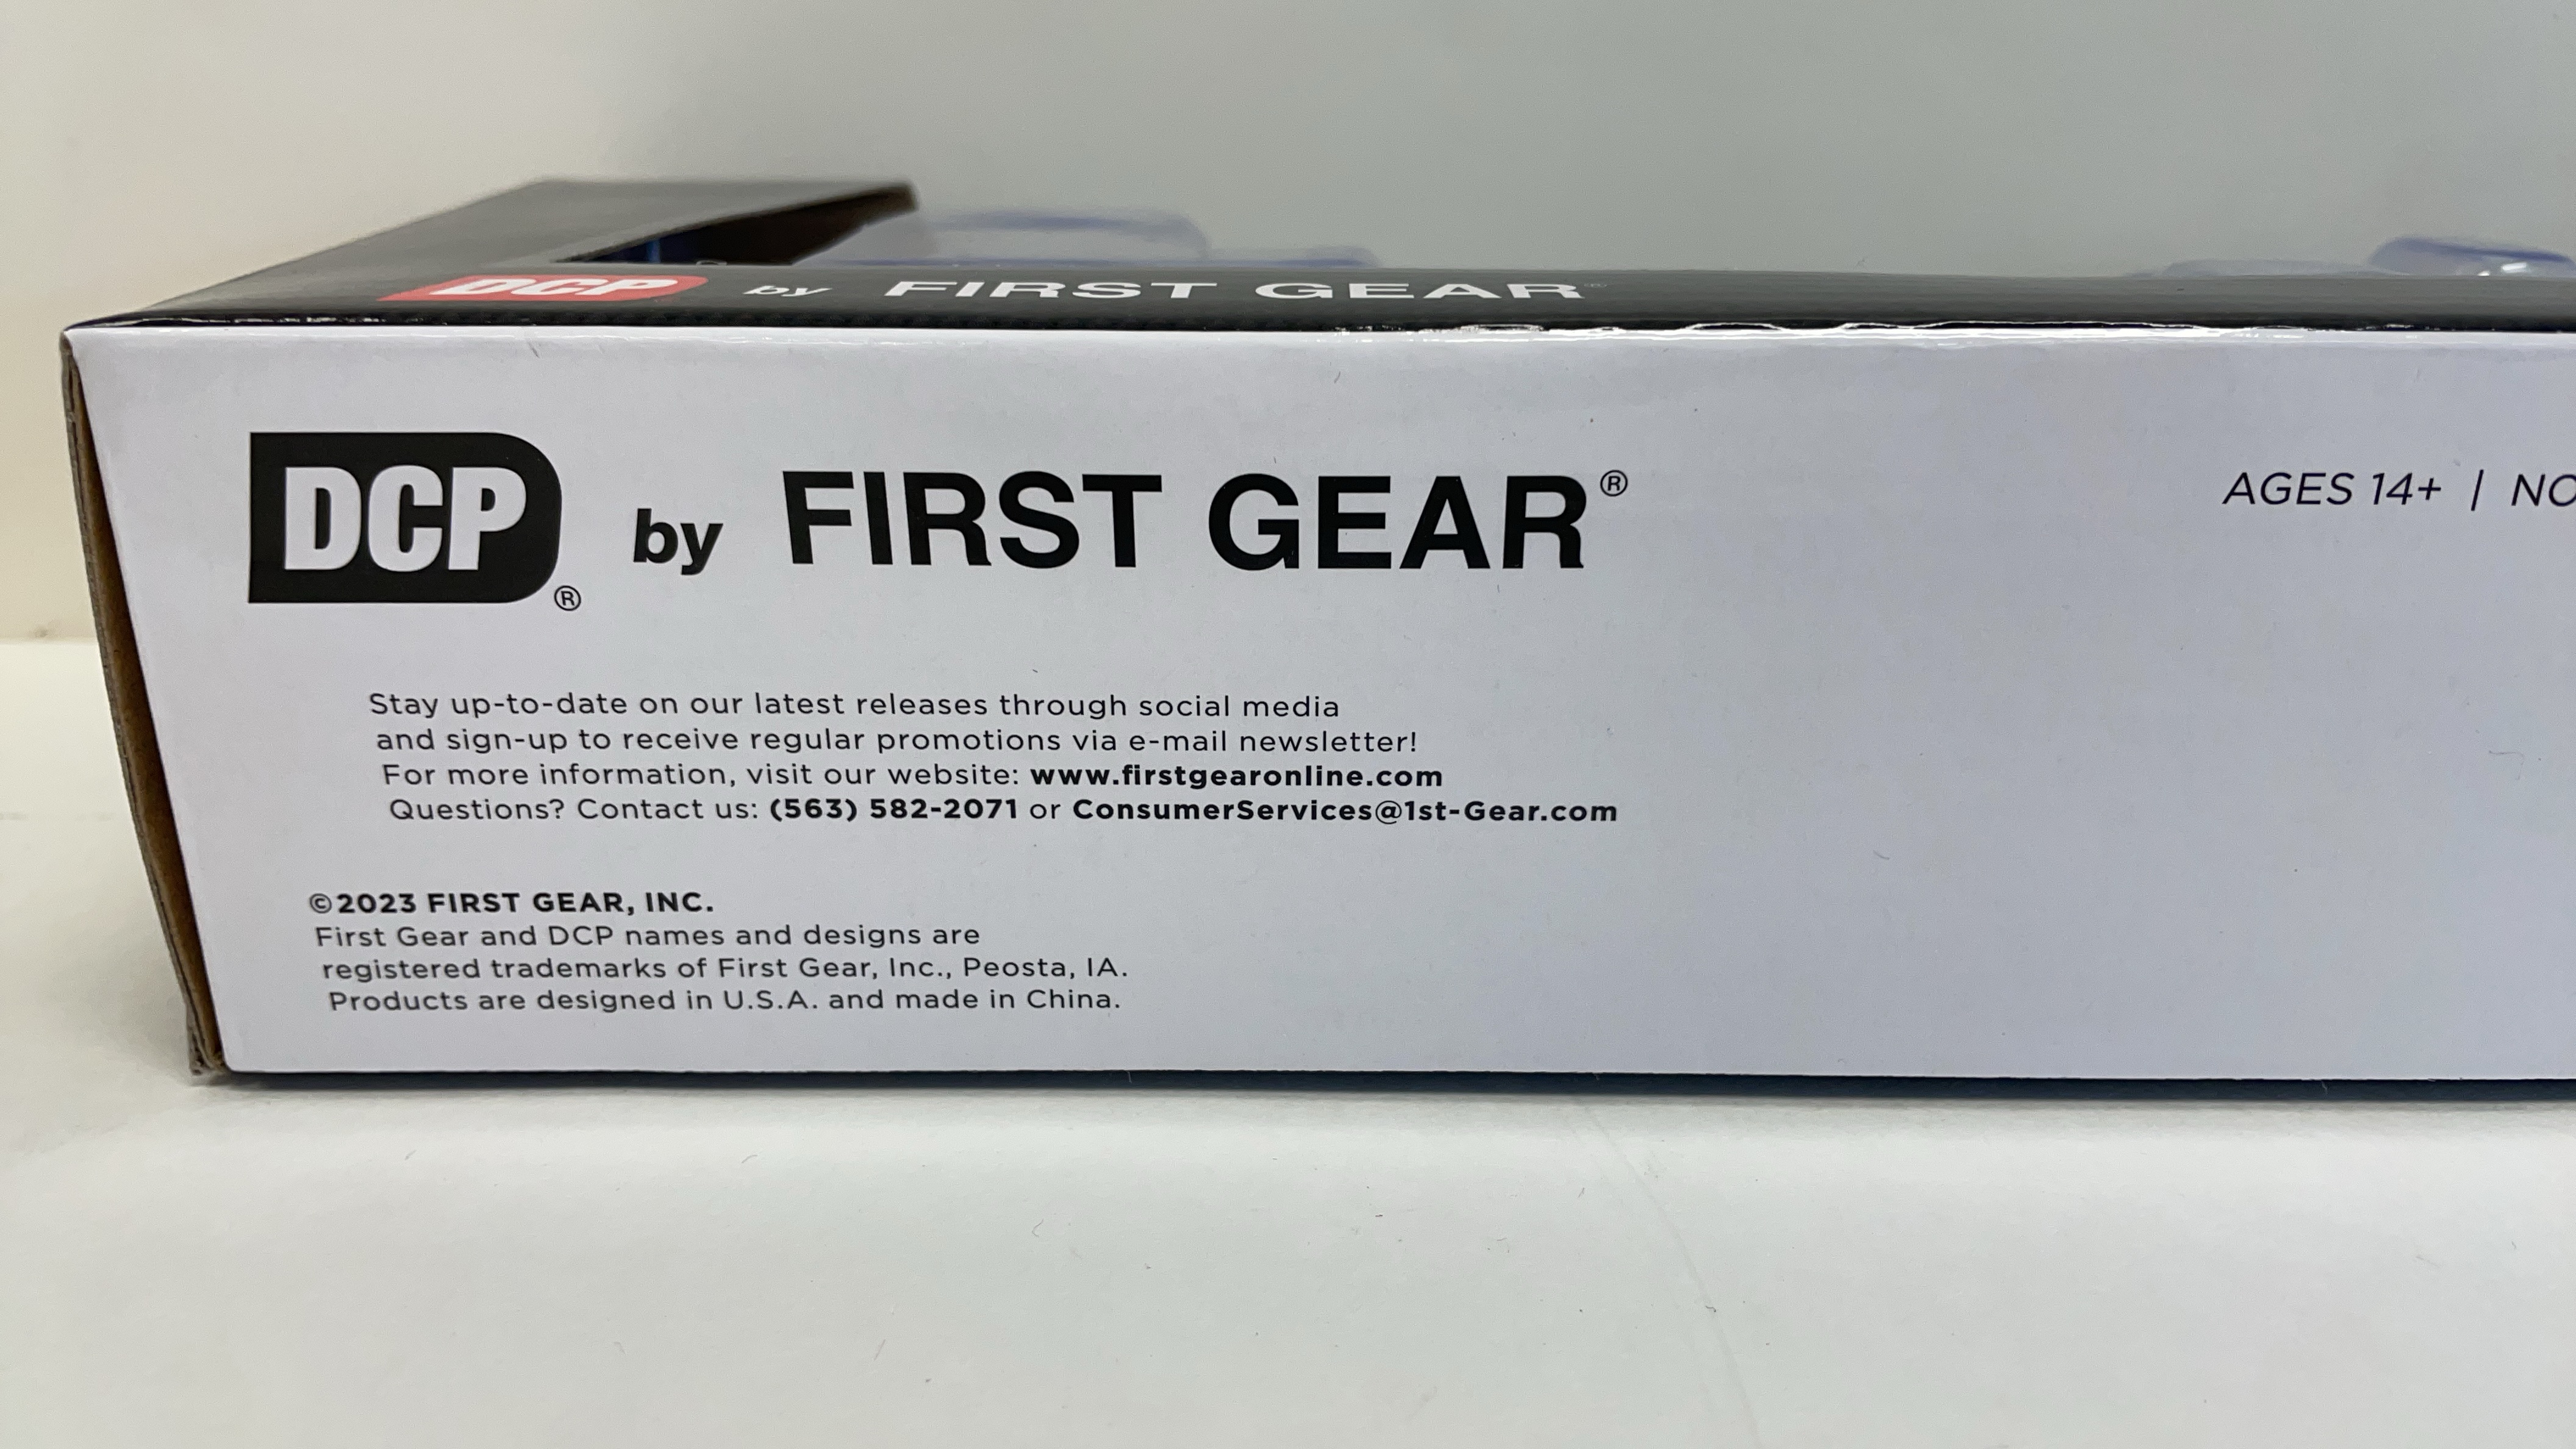 DCP by FIRST GEAR®
DCP® by FIRST GEAR®
AGES 14+ | NO
Stay up-to-date on our latest releases through social media
and sign-up to receive regular promotions via e-mail newsletter!
For more information, visit our website: www.firstgearonline.com
Questions? Contact us: (563) 582-2071 or ConsumerServices@1st-Gear.com
©2023 FIRST GEAR, INC.
First Gear and DCP names and designs are
registered trademarks of First Gear, Inc., Peosta, IA.
Products are designed in U.S.A. and made in China.